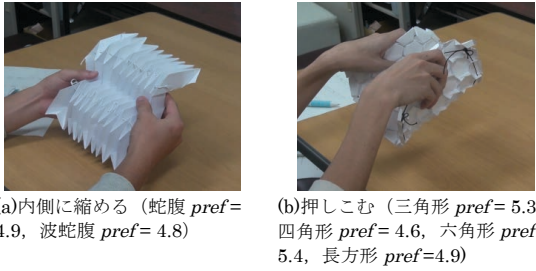 (a)内側に縮める（蛇腹 pref =
4.9，波蛇腹 pref = 4.8）
(b)押しこむ（三角形 pref = 5.3
四角形 pref = 4.6，六角形 pref
5.4，長方形 pref=4.9)